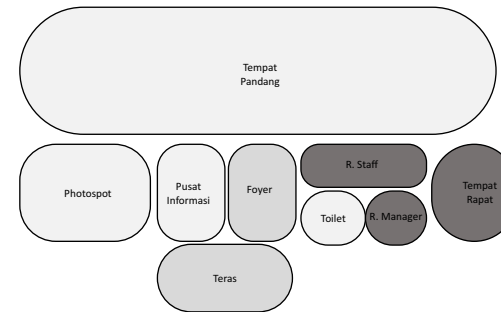 Tempat
Pandang
Photospot
Pusat
Informasi
Foyer
R. Staff
Toilet
R. Manager
Tempat
Rapat
Teras